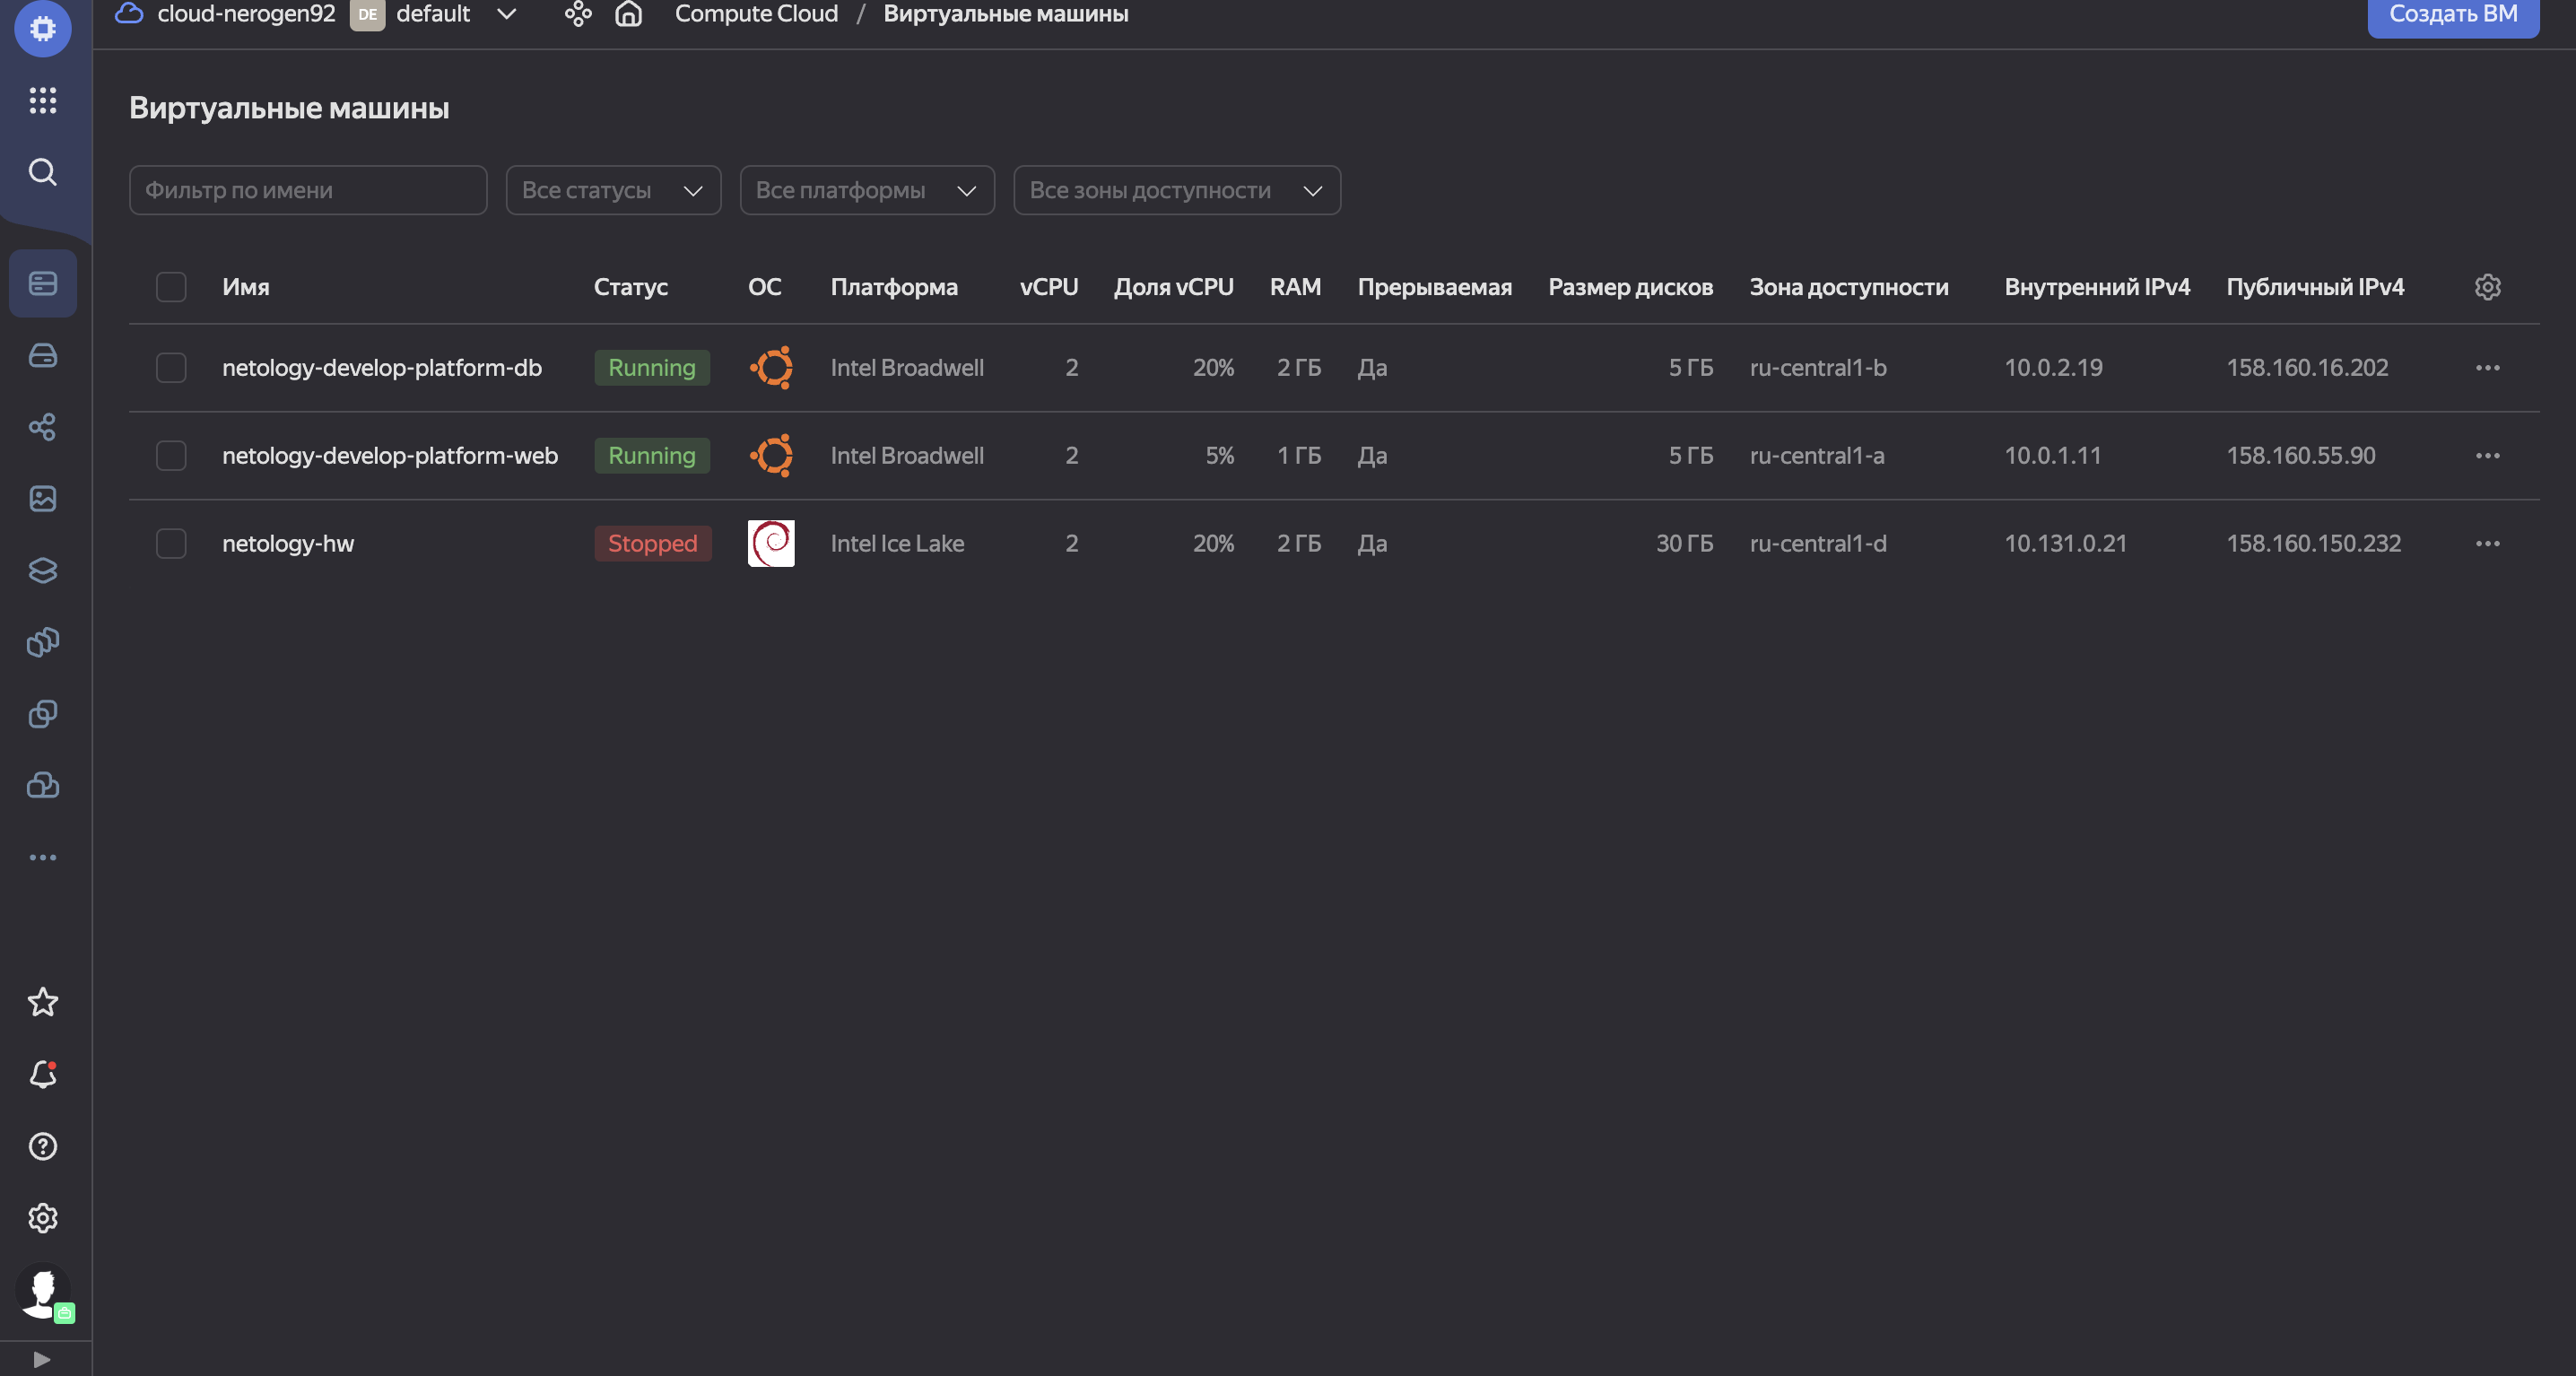 cloud-nerogen92 DE default Compute Cloud / Виртуальные машины Создать ВМ
Виртуальные машины
Фильтр по имени Все статусы Все платформы Все зоны доступности
Имя Статус ОС Платформа vCPU Доля vCPU RAM Прерываемая Размер дисков Зона доступности Внутренний IPv4 Публичный IPv4
netology-develop-platform-db Running Intel Broadwell 2 20% 2 ГБ Да 5 ГБ ru-central1-b 10.0.2.19 158.160.16.202
netology-develop-platform-web Running Intel Broadwell 2 5% 1 ГБ Да 5 ГБ ru-central1-a 10.0.1.11 158.160.55.90
netology-hw Stopped Intel Ice Lake 2 20% 2 ГБ Да 30 ГБ ru-central1-d 10.131.0.21 158.160.150.232